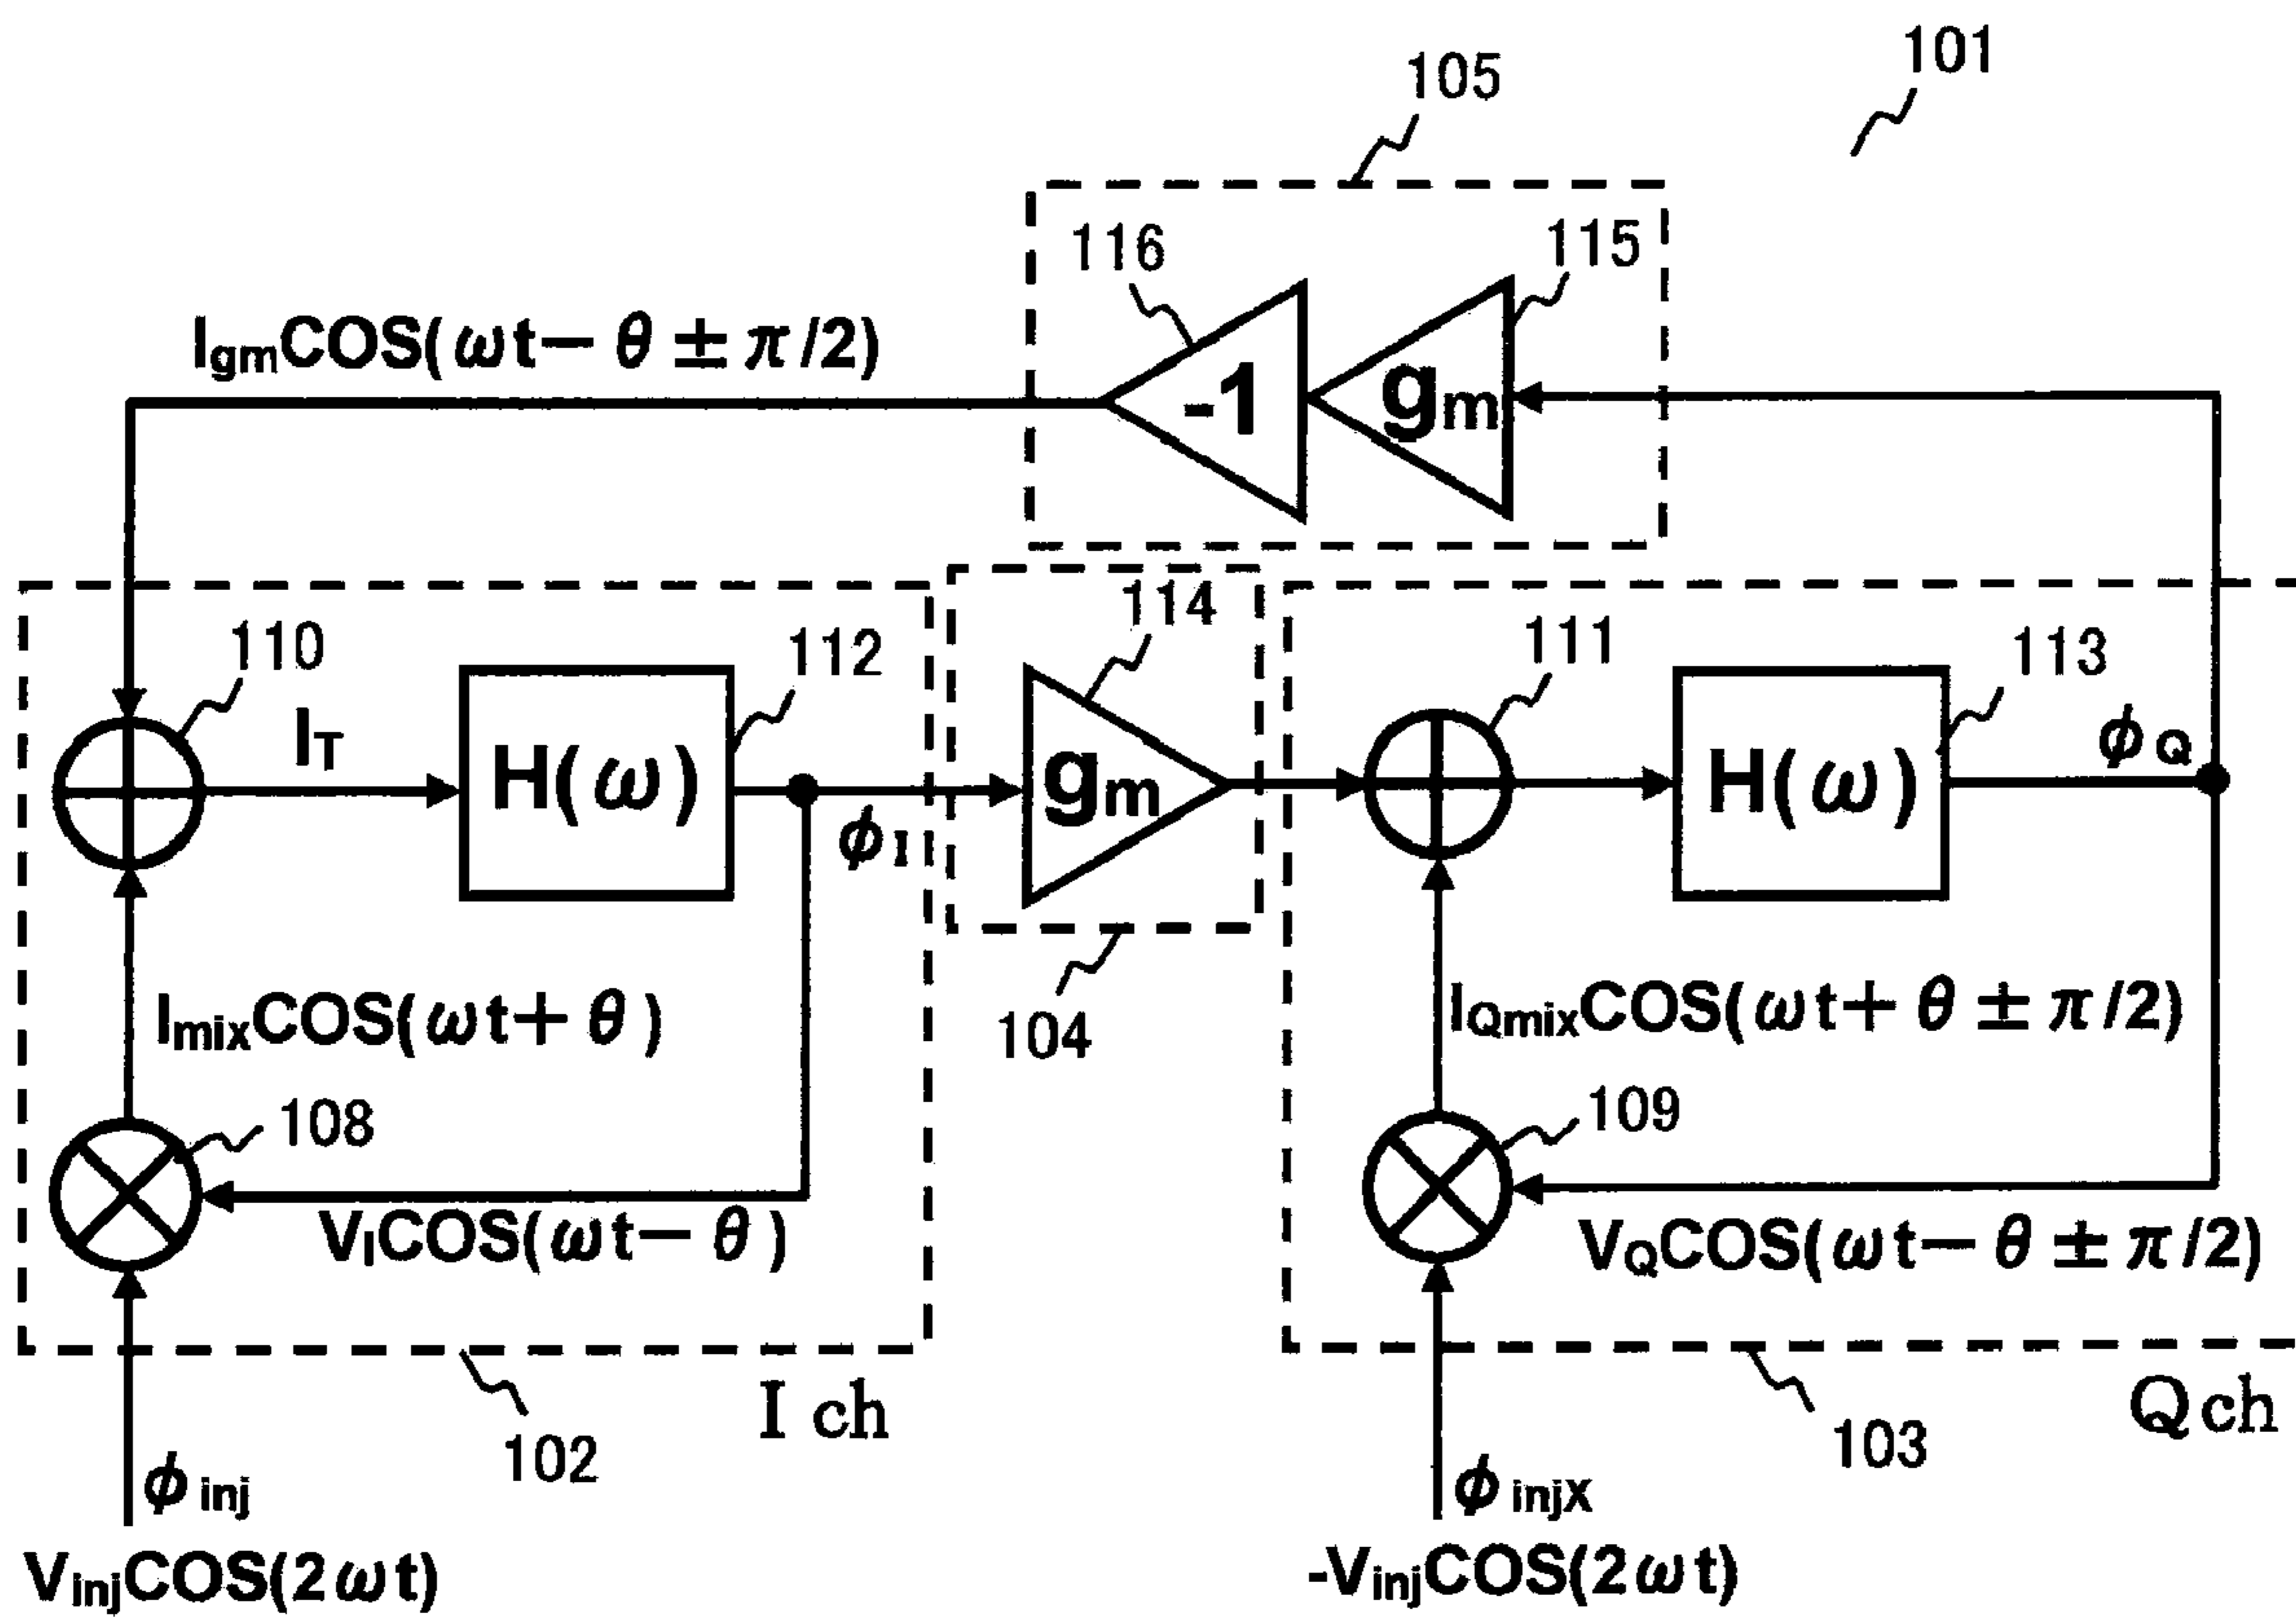 101
105
116
115
IgmCOS(ωt− θ ± π/2)
-1
gm
114
110
112
111
113
IT
H(ω)
ϕI
gm
H(ω)
ϕQ
104
ImixCOS(ωt+ θ)
IQmixCOS(ωt+ θ ± π/2)
108
109
VICOS(ωt− θ)
VQCOS(ωt− θ ± π/2)
102
I ch
103
Qch
ϕinj
VinjCOS(2ωt)
ϕinjX
-VinjCOS(2ωt)